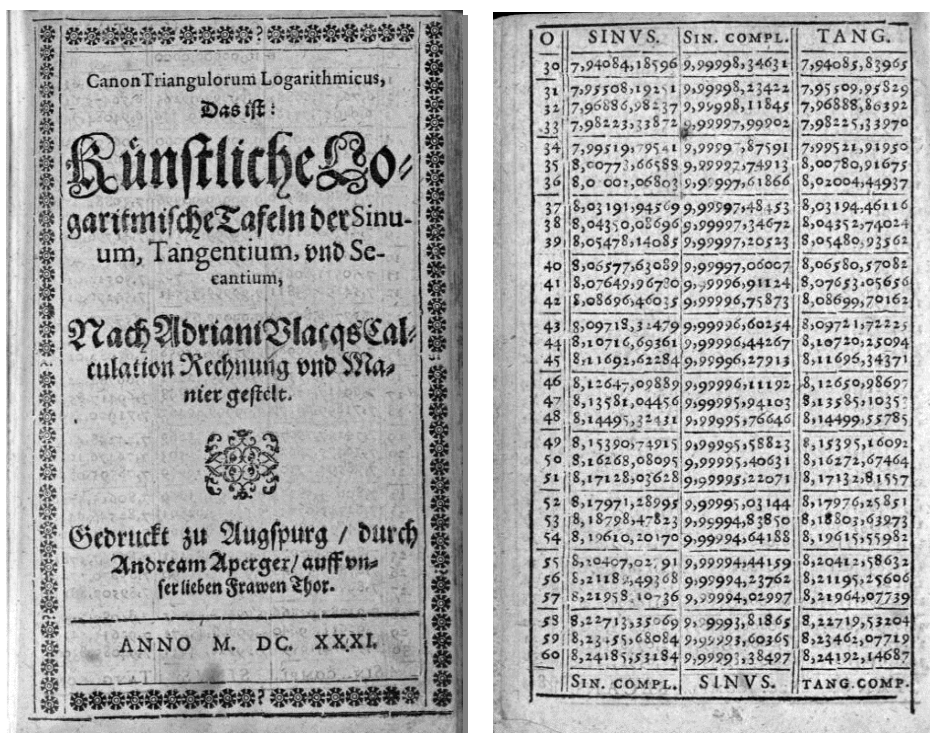 Canon Triangulorum Logarithmicus,
Das ist:
Künstliche Lo-
garitmische Tafeln der Sinu-
um, Tangentium, vnd Se-
cantium,
Nach Adriani Vlacqs Cal-
culation Rechnung vnd Ma-
nier gestelt.
Gedruckt zu Augspurg / durch
Andream Aperger / auff vn-
ser lieben Frawen Thor.
ANNO M. DC. XXXI.
O SINVS. SIN. COMPL. TANG.
30 7,94084,18596 9,99998,34631 7,94085,83965
31 7,95508,19251 9,99998,23422 7,95509,95829
32 7,96886,98237 9,99998,11845 7,96888,86392
33 7,98223,33872 9,99997,99902 7,98225,33970
34 9,99997,87591 7,99521,91950
35 8,00773,66588 9,99997,74913 8,00780,91675
36 9,99997,61866 8,02004,44937
37 8,03191,94569 9,99997,48453 8,03194,46116
38 8,04350,08696 9,99997,34672 8,04352,74024
39 8,05478,14085 9,99997,20523 8,05480,93562
40 8,06577,63089 9,99997,06007 8,06580,57082
41 8,07649,96780 9,99996,91124 8,07653,05656
42 8,08696,46035 9,99996,75873 8,08699,70162
43 8,09718,32479 9,99996,60254 8,09721,72225
44 8,10716,69361 9,99996,44267 8,10720,25094
45 8,11692,62284 9,99996,27913 8,11696,34371
46 8,12647,09889 9,99996,11192 8,12650,98697
47 8,13581,04456 9,99995,94103
48 8,14495,32431 9,99995,76646 8,14499,55785
49 8,15390,74915 9,99995,58823 8,15395,16092
50 8,16268,08095 9,99995,40631 8,16272,67464
51 8,17128,03628 9,99995,22071 8,17132,81557
52 8,17971,28995 9,99995,03144 8,17976,25851
53 8,18798,47823 9,99994,83850 8,18803,63973
54 8,19610,20170 9,99994,64188 8,19615,55982
55 9,99994,44159 8,20412,58632
56 8,21189,49368 9,99994,23762 8,21195,25606
57 8,21958,10736 9,99994,02997 8,21964,07739
58 8,22713,35069 9,99993,81865 8,22719,53204
59 8,23455,68084 9,99993,60365 8,23462,07719
60 8,24185,53184 9,99993,38497 8,24192,14687
SIN. COMPL. SINVS. TANG.COMP.